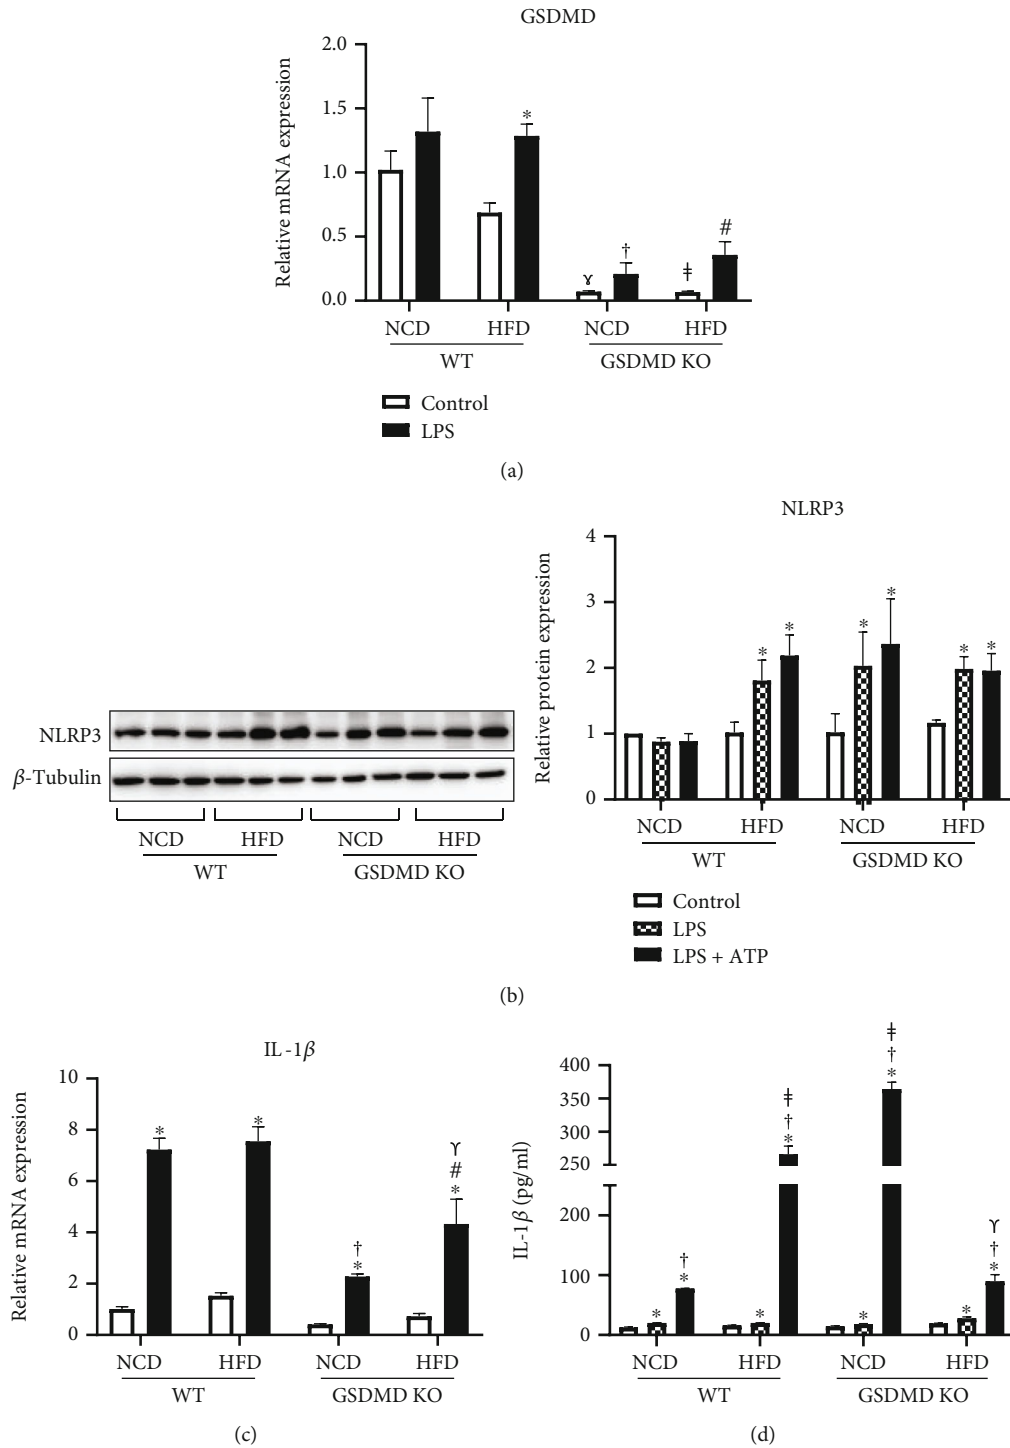 GSDMD
Relative mRNA expression
2.0
1.5
1.0
0.5
0.0
*
ɤ
†
ǂ
#
NCD HFD NCD HFD
WT GSDMD KO
Control
LPS
(a)
NLRP3
β-Tubulin
NCD HFD NCD HFD
WT GSDMD KO
NLRP3
Relative protein expression
4
3
2
1
0
* * * * * *
NCD HFD NCD HFD
WT GSDMD KO
Control
LPS
LPS + ATP
(b)
IL-1β
Relative mRNA expression
10
8
6
4
2
0
*
*
†
*
ϒ
#
*
NCD HFD NCD HFD
WT GSDMD KO
(c)
IL-1β (pg/ml)
400
350
300
250
200
100
0
*
†
*
*
ǂ
†
*
*
ǂ
†
*
*
ϒ
†
*
NCD HFD NCD HFD
WT GSDMD KO
(d)